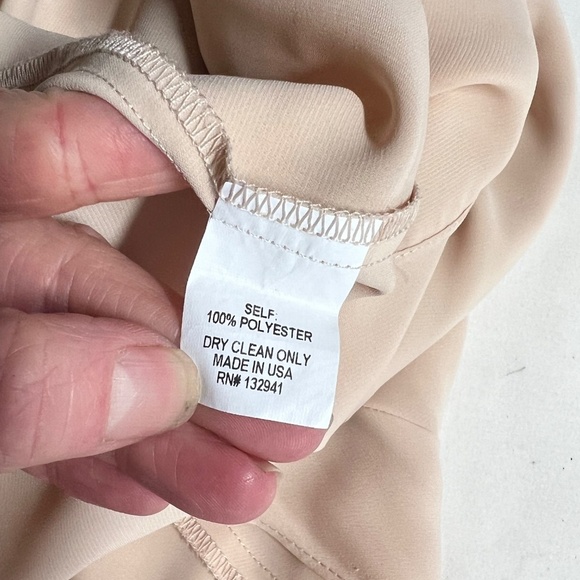 SELF:
100% POLYESTER
DRY CLEAN ONLY
MADE IN USA
RN# 132941